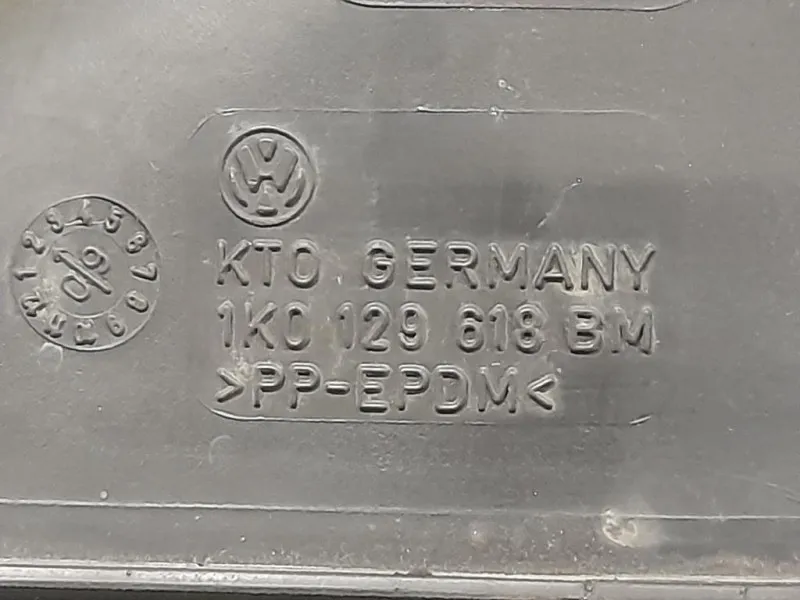 KTO GERMANY
1K0 129 618 BM
>PP-EPDM<